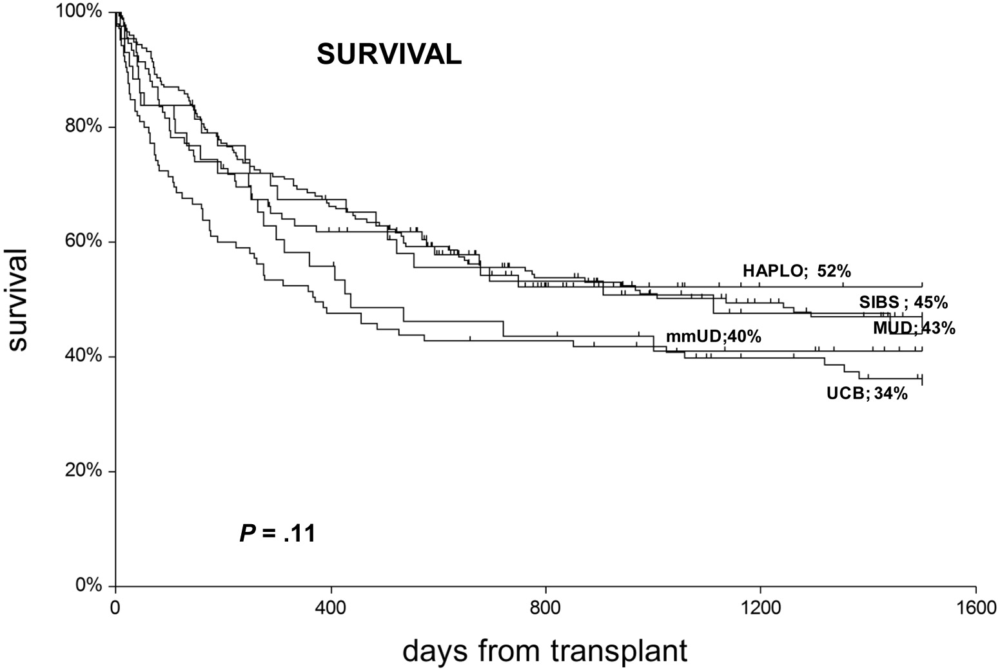 100%
SURVIVAL
80%
60%
HAPLO; 52%
SIBS ; 45%
MUD; 43%
mmUD;40%
40%
UCB; 34%
20%
P = .11
0%
0 400 800 1200 1600
days from transplant
survival